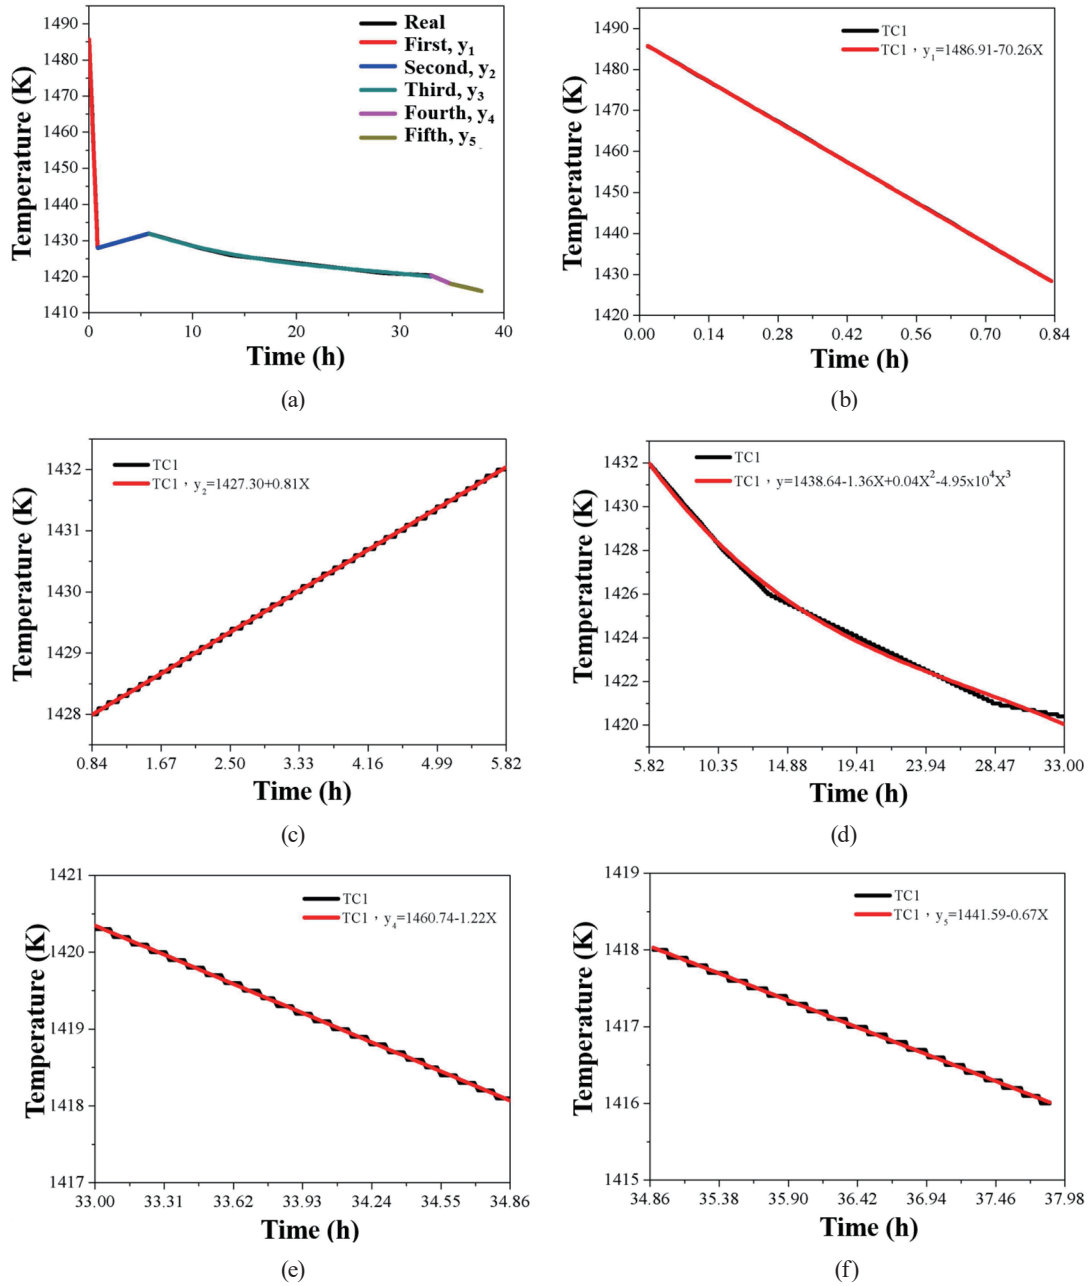 Real
First, y1
Second, y2
Third, y3
Fourth, y4
Fifth, y5
1490
1480
1470
1460
1450
1440
1430
1420
1410
0
10
20
30
40
Temperature (K)
Time (h)
(a)
TC1
TC1，y1=1486.91-70.26X
1490
1480
1470
1460
1450
1440
1430
1420
0.00
0.14
0.28
0.42
0.56
0.70
0.84
Temperature (K)
Time (h)
(b)
TC1
TC1，y2=1427.30+0.81X
1432
1431
1430
1429
1428
0.84
1.67
2.50
3.33
4.16
4.99
5.82
Temperature (K)
Time (h)
(c)
TC1
TC1，y=1438.64-1.36X+0.04X²-4.95x10⁴X³
1432
1430
1428
1426
1424
1422
1420
5.82
10.35
14.88
19.41
23.94
28.47
33.00
Temperature (K)
Time (h)
(d)
TC1
TC1，y4=1460.74-1.22X
1421
1420
1419
1418
1417
33.00
33.31
33.62
33.93
34.24
34.55
34.86
Temperature (K)
Time (h)
(e)
TC1
TC1，y5=1441.59-0.67X
1419
1418
1417
1416
1415
34.86
35.38
35.90
36.42
36.94
37.46
37.98
Temperature (K)
Time (h)
(f)